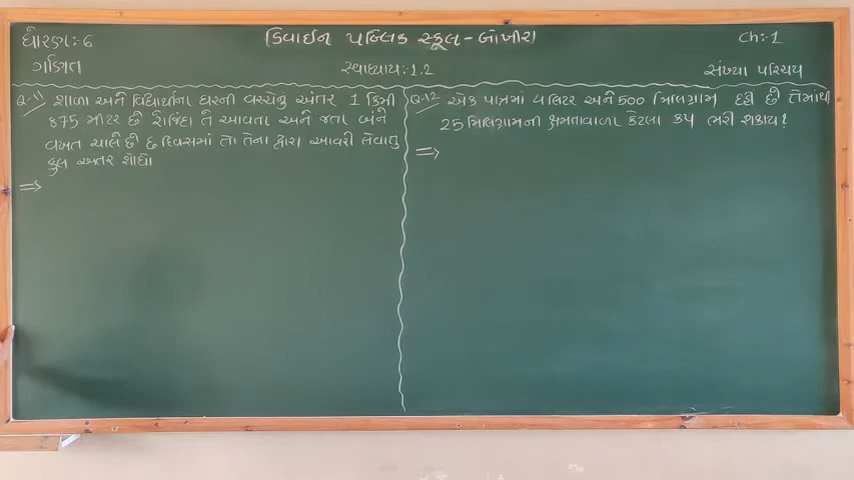 ધોરણ:-6
ડિવાઈન પબ્લિક સ્કૂલ-બોખીરા
Ch:-1
ગણિત
સ્વાધ્યાય:-1.2
સંખ્યા પરિચય
Q-11 શાળા અને વિદ્યાર્થીના ઘરની વચ્ચેનું અંતર 1 કિમી
875 મીટર છે રોજિંદા તે આવતા અને જતા બંને
વખત ચાલે છે 6 દિવસમાં તો તેના દ્વારા આવરી લેવાતુ
કુલ અંતર શોધો
⇒
Q-12 એક પાત્રમાં 4 લિટર અને 500 મિલિગ્રામ દહીં છે તેમાંથી
25 મિલિગ્રામની ક્ષમતાવાળા કેટલા કપ ભરી શકાય?
⇒